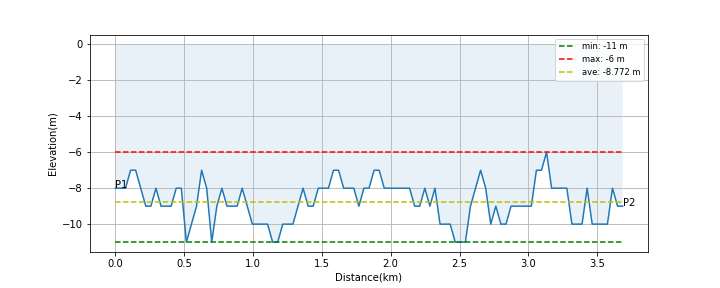 min: -11 m
max: -6 m
ave: -8.772 m
0
−2
−4
−6
−8
−10
Elevation(m)
P1
P2
0.0 0.5 1.0 1.5 2.0 2.5 3.0 3.5
Distance(km)